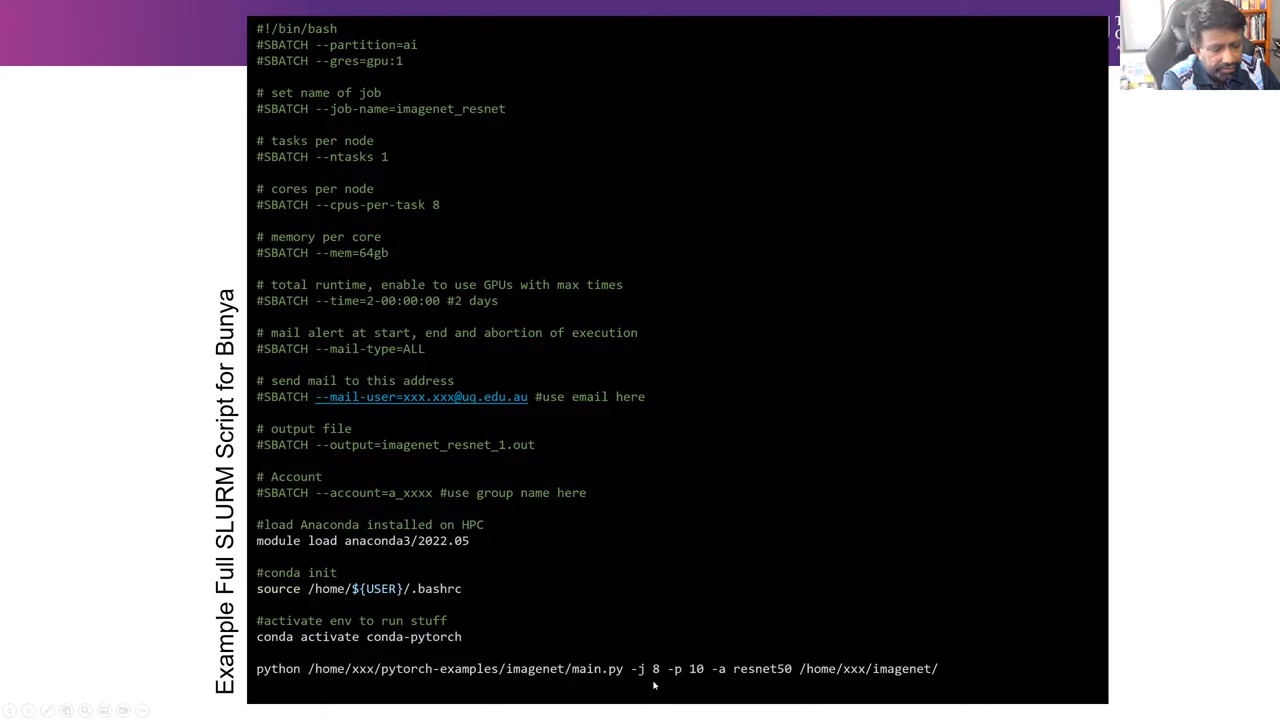 Example Full SLURM Script for Bunya
#!/bin/bash
#SBATCH --partition=ai
#SBATCH --gres=gpu:1
# set name of job
#SBATCH --job-name=imagenet_resnet
# tasks per node
#SBATCH --ntasks 1
# cores per node
#SBATCH --cpus-per-task 8
# memory per core
#SBATCH --mem=64gb
# total runtime, enable to use GPUs with max times
#SBATCH --time=2-00:00:00 #2 days
# mail alert at start, end and abortion of execution
#SBATCH --mail-type=ALL
# send mail to this address
#SBATCH --mail-user=xxx.xxx@uq.edu.au #use email here
# output file
#SBATCH --output=imagenet_resnet_1.out
# Account
#SBATCH --account=a_xxxx #use group name here
#load Anaconda installed on HPC
module load anaconda3/2022.05
#conda init
source /home/${USER}/.bashrc
#activate env to run stuff
conda activate conda-pytorch
python /home/xxx/pytorch-examples/imagenet/main.py -j 8 -p 10 -a resnet50 /home/xxx/imagenet/